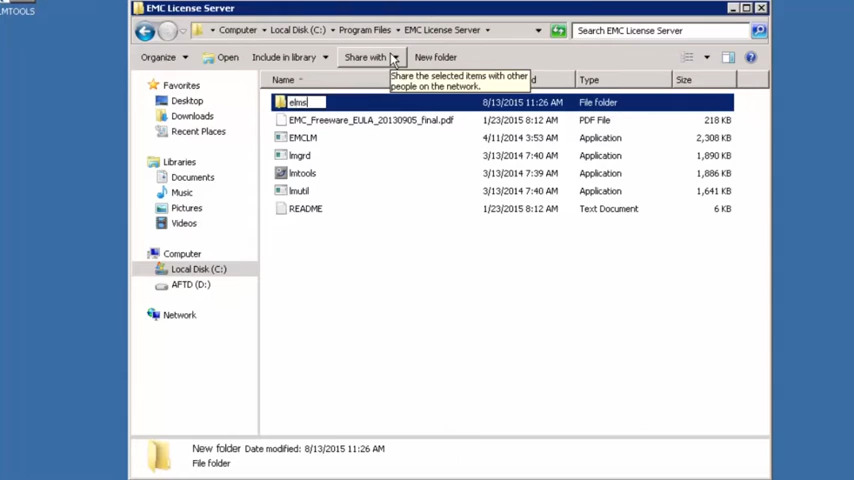 LMTOOLS
EMC License Server
Computer Local Disk (C:) Program Files EMC License Server
Search EMC License Server
Organize Open Include in library Share with New folder
Share the selected items with other
people on the network.
Name d Type Size
elms 8/13/2015 11:26 AM File folder
EMC_Freeware_EULA_20130905_final.pdf 1/23/2015 8:12 AM PDF File 218 KB
EMCLM 4/11/2014 3:53 AM Application 2,308 KB
lmgrd 3/13/2014 7:40 AM Application 1,890 KB
lmtools 3/13/2014 7:39 AM Application 1,886 KB
lmutil 3/13/2014 7:40 AM Application 1,641 KB
README 1/23/2015 8:12 AM Text Document 6 KB
Favorites
Desktop
Downloads
Recent Places
Libraries
Documents
Music
Pictures
Videos
Computer
Local Disk (C:)
AFTD (D:)
Network
New folder Date modified: 8/13/2015 11:26 AM
File folder